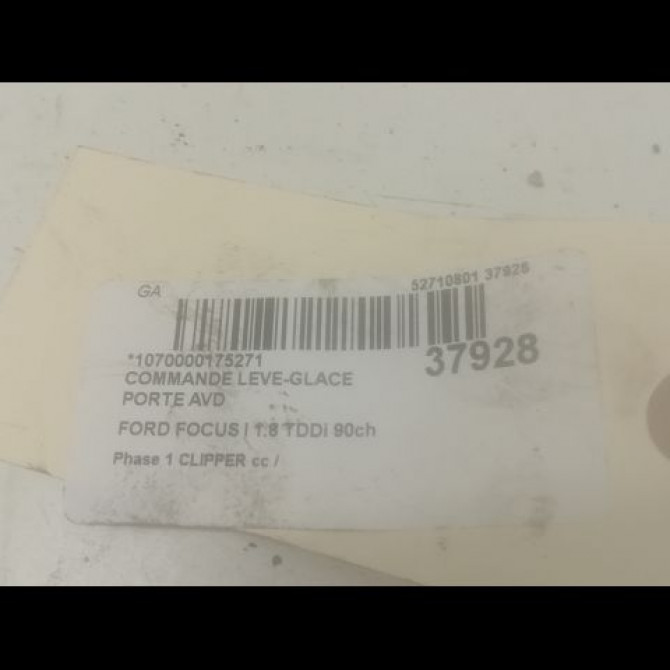 GA
52710801 37928
37928
*1070000175271
COMMANDE LEVE-GLACE
PORTE AVD
FORD FOCUS I 1.8 TDDi 90ch
Phase 1 CLIPPER cc /